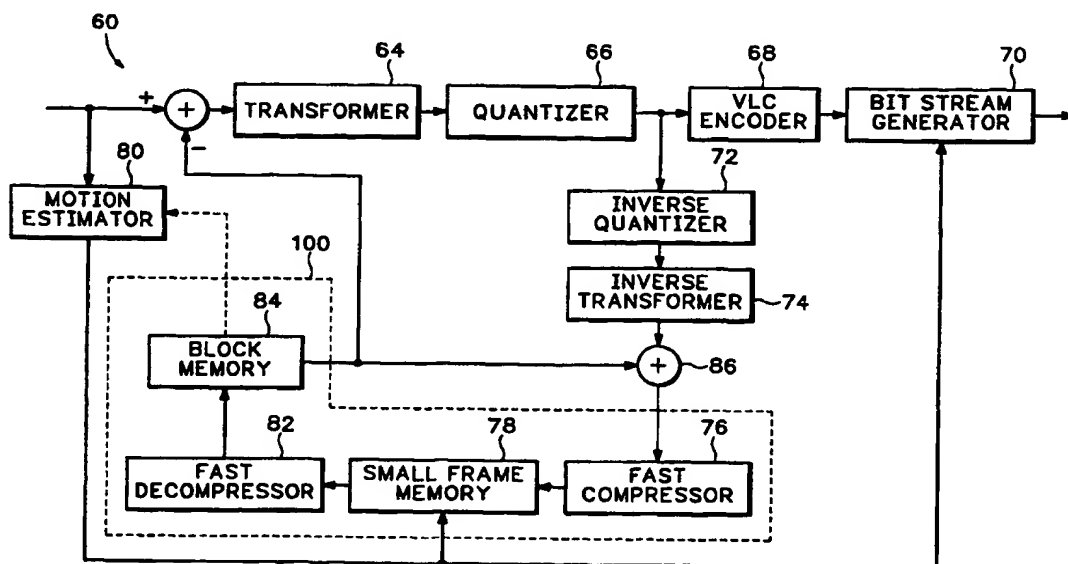 60
64
66
68
70
+
+
TRANSFORMER
QUANTIZER
VLC
ENCODER
BIT STREAM
GENERATOR
−
80
MOTION
ESTIMATOR
72
INVERSE
QUANTIZER
100
INVERSE
TRANSFORMER
74
84
BLOCK
MEMORY
+
86
82
78
76
FAST
DECOMPRESSOR
SMALL FRAME
MEMORY
FAST
COMPRESSOR